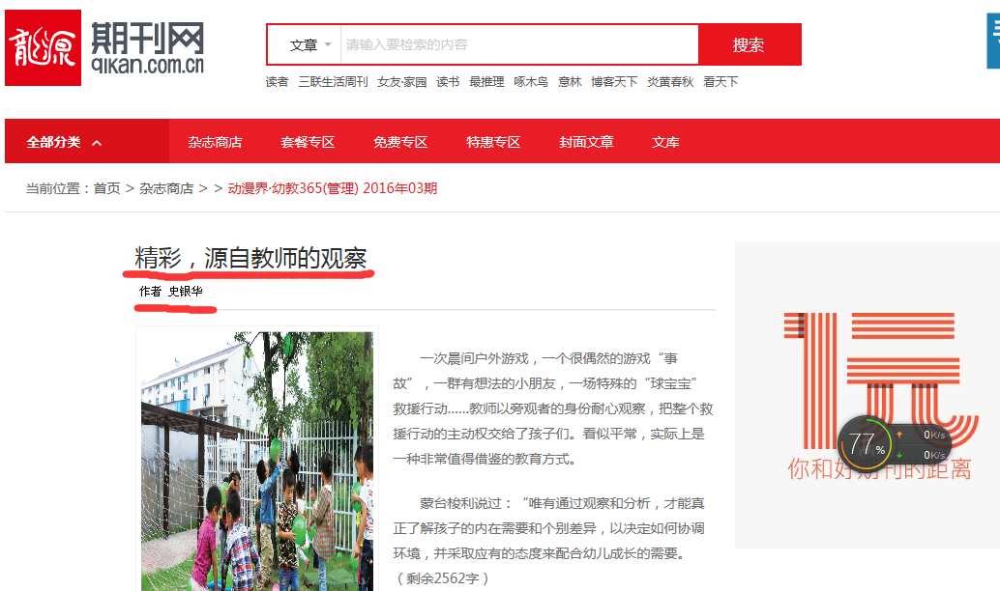 龍源 期刊网
qikan.com.cn
文章 请输入要检索的内容 搜索
读者 三联生活周刊 女友·家园 读书 最推理 啄木鸟 意林 博客天下 炎黄春秋 看天下
全部分类 杂志商店 套餐专区 免费专区 特惠专区 封面文章 文库
当前位置：首页 > 杂志商店 > > 动漫界·幼教365(管理) 2016年03期
精彩，源自教师的观察
作者 史银华
一次晨间户外游戏，一个很偶然的游戏“事
故”，一群有想法的小朋友，一场特殊的“球宝宝”
救援行动……教师以旁观者的身份耐心观察，把整个救
援行动的主动权交给了孩子们。看似平常，实际上是
一种非常值得借鉴的教育方式。
蒙台梭利说过：“唯有通过观察和分析，才能真
正了解孩子的内在需要和个别差异，以决定如何协调
环境，并采取应有的态度来配合幼儿成长的需要。
（剩余2562字）
1元
77%
0K/s
0K/s
你和好期刊的距离